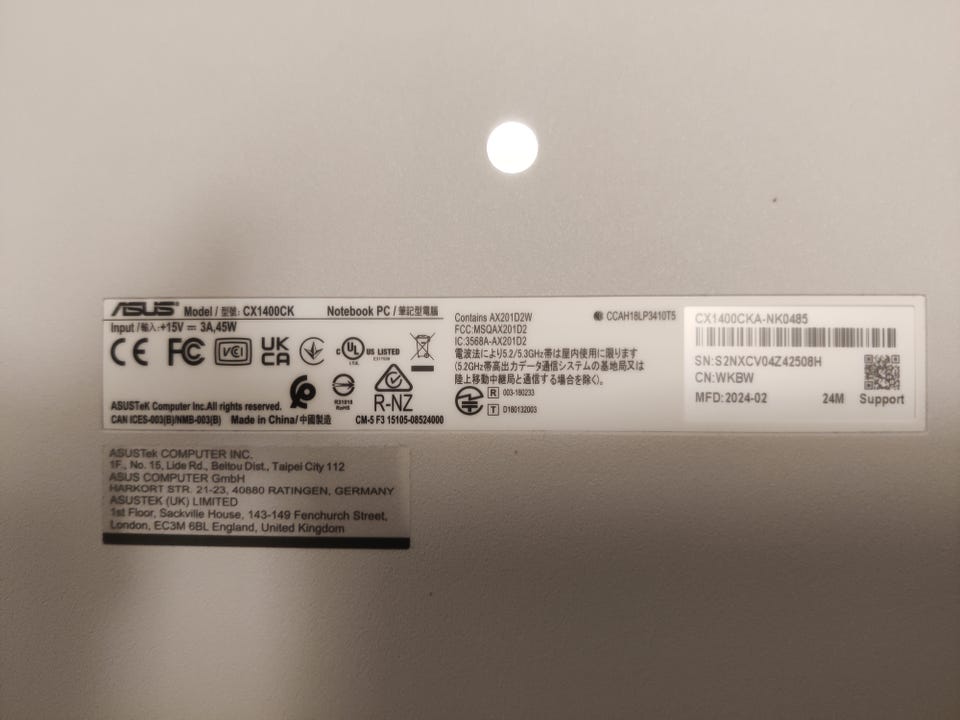 ASUS Model / 型號: CX1400CK Notebook PC / 筆記型電腦
Input / 輸入: +15V ⎓ 3A, 45W
CE FC VCI UK CA UL US LISTED
R31018
RoHS
R-NZ
ASUSTeK Computer Inc. All rights reserved.
CAN ICES-003(B)/NMB-003(B) Made in China/ 中國製造 CM-5 F3 15105-08524000
Contains AX201D2W CCAH18LP3410T5
FCC:MSQAX201D2
IC:3568A-AX201D2
電波法により5.2/5.3GHz帯は屋内使用に限ります
(5.2GHz帯高出力データ通信システムの基地局又は
陸上移動中継局と通信する場合を除く)。
R 003-180233
T D180132003
CX1400CKA-NK0485
SN:S2NXCV04Z42508H
CN:WKBW
MFD:2024-02 24M Support
ASUSTek COMPUTER INC.
1F., No. 15, Lide Rd., Beitou Dist., Taipei City 112
ASUS COMPUTER GmbH
HARKORT STR. 21-23, 40880 RATINGEN, GERMANY
ASUSTEK (UK) LIMITED
1st Floor, Sackville House, 143-149 Fenchurch Street,
London, EC3M 6BL England, United Kingdom